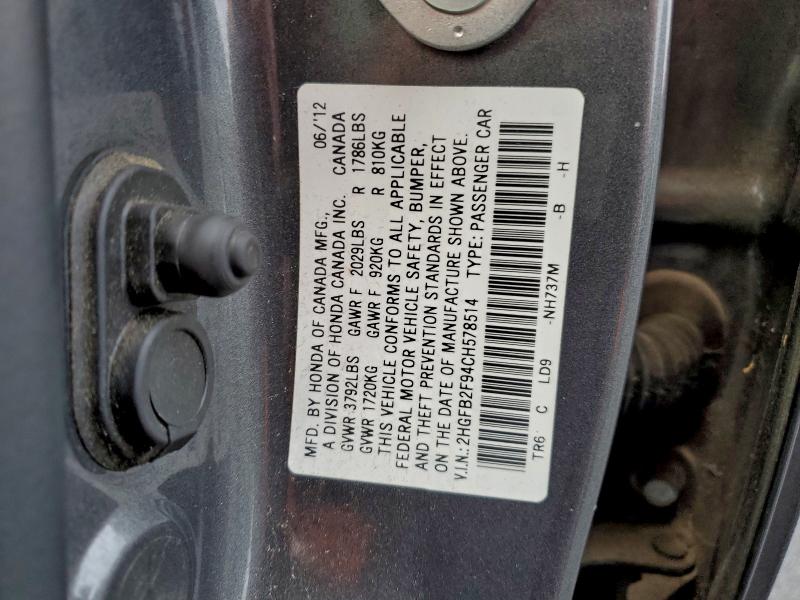 MFD. BY HONDA OF CANADA MFG., 06/'12
A DIVISION OF HONDA CANADA INC. CANADA
GVWR 3792LBS GAWR F 2029LBS R 1786LBS
GVWR 1720KG GAWR F 920KG R 810KG
THIS VEHICLE CONFORMS TO ALL APPLICABLE
FEDERAL MOTOR VEHICLE SAFETY, BUMPER,
AND THEFT PREVENTION STANDARDS IN EFFECT
ON THE DATE OF MANUFACTURE SHOWN ABOVE.
V.I.N.: 2HGFB2F94CH578514 TYPE: PASSENGER CAR
TR6 C LD9 -NH737M -B -H